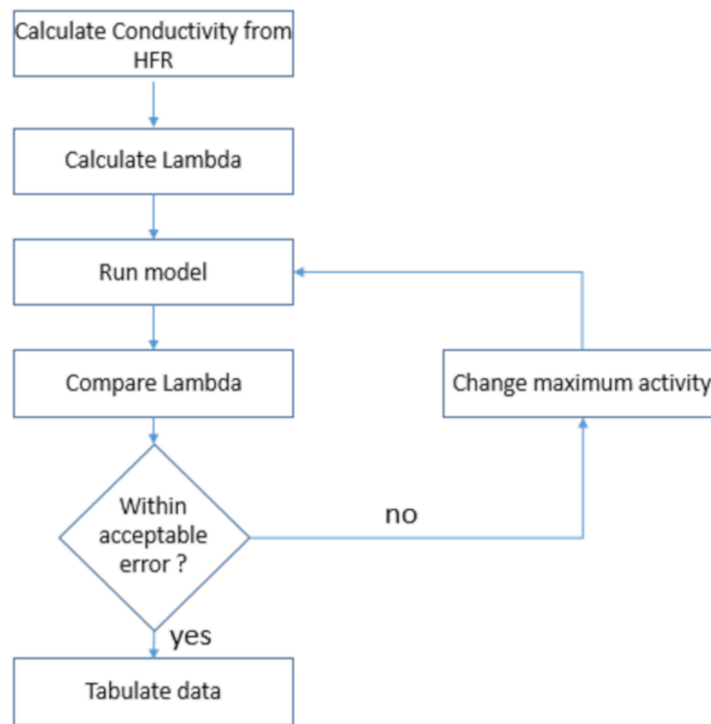 Calculate Conductivity from
HFR
Calculate Lambda
Run model
Compare Lambda
Change maximum activity
Within
acceptable
error ?
no
yes
Tabulate data